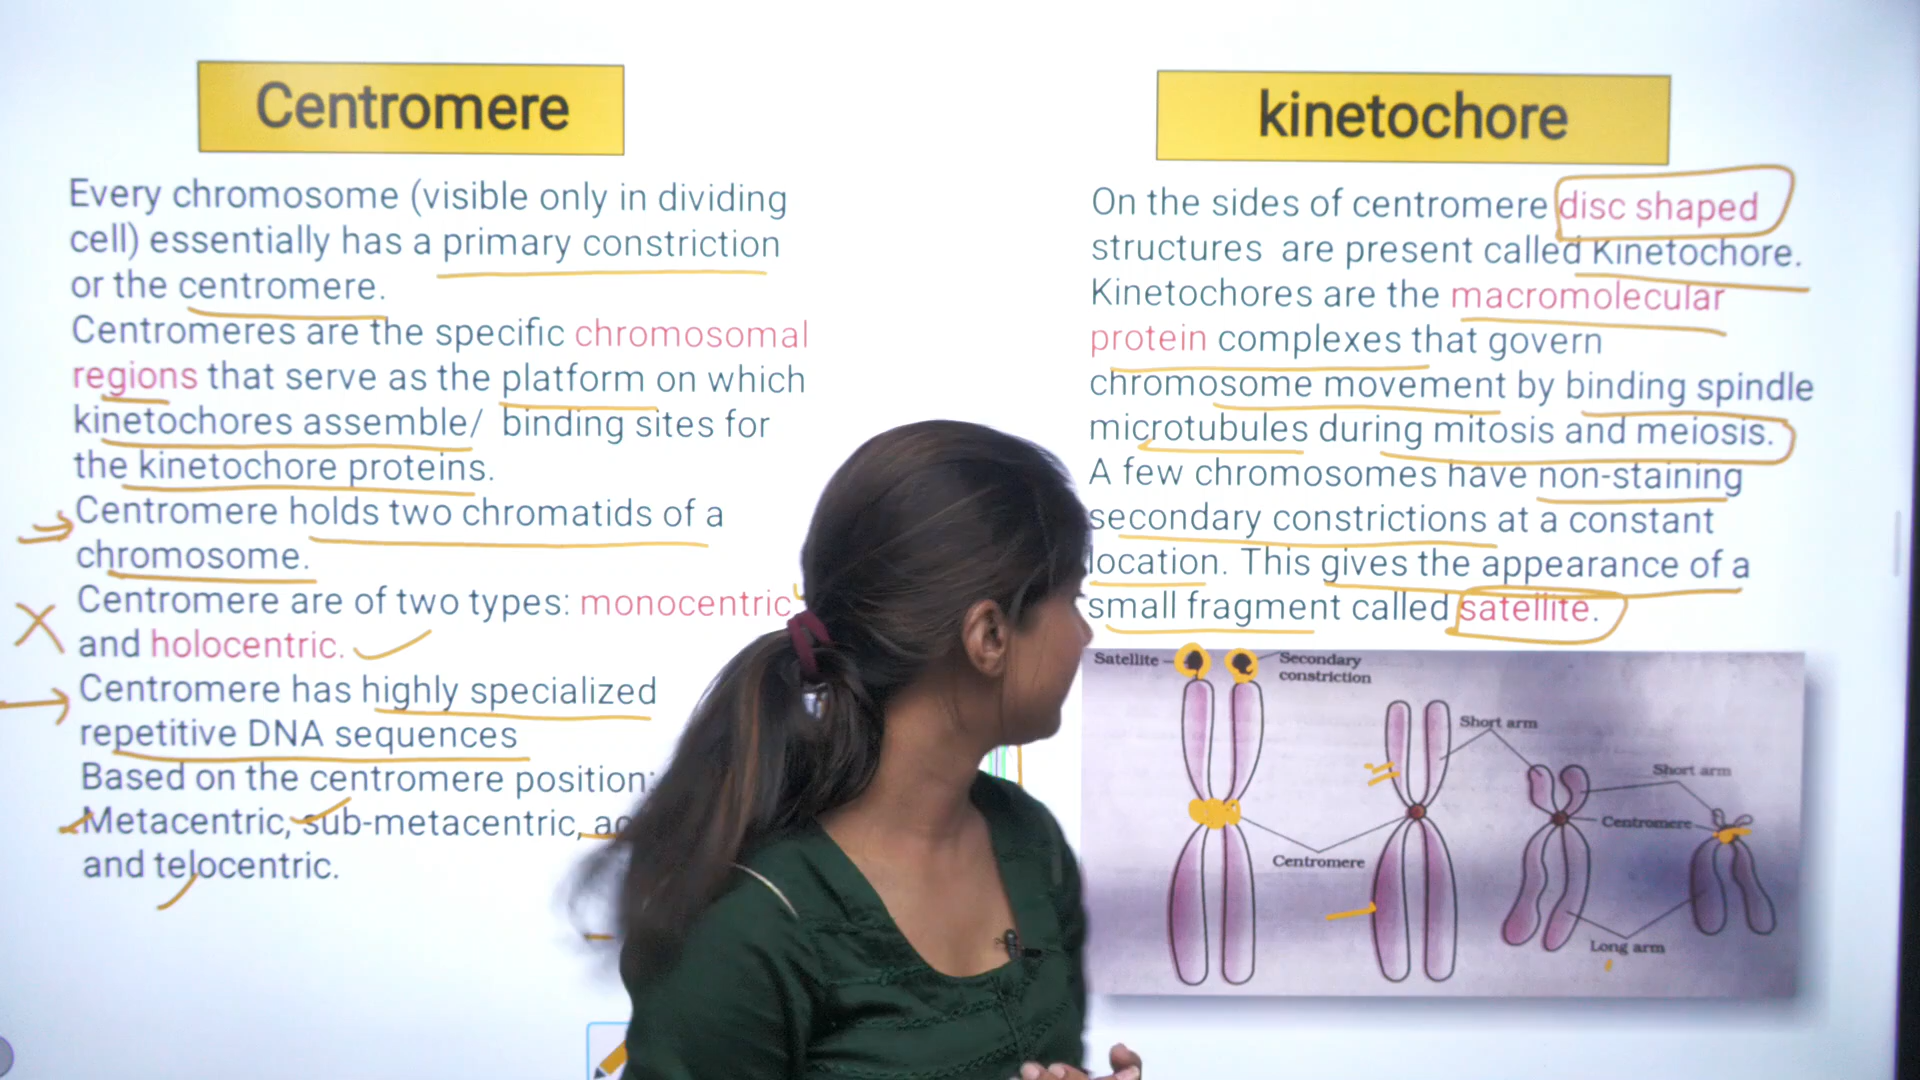 Centromere
Every chromosome (visible only in dividing
cell) essentially has a primary constriction
or the centromere.
Centromeres are the specific chromosomal
regions that serve as the platform on which
kinetochores assemble/ binding sites for
the kinetochore proteins.
Centromere holds two chromatids of a
chromosome.
Centromere are of two types: monocentric
and holocentric.
Centromere has highly specialized
repetitive DNA sequences
Based on the centromere position:
Metacentric, sub-metacentric,
and telocentric.
kinetochore
On the sides of centromere disc shaped
structures are present called Kinetochore.
Kinetochores are the macromolecular
protein complexes that govern
chromosome movement by binding spindle
microtubules during mitosis and meiosis.
A few chromosomes have non-staining
secondary constrictions at a constant
location. This gives the appearance of a
small fragment called satellite.
Satellite
Secondary
constriction
Short arm
Short arm
Centromere
Centromere
Long arm